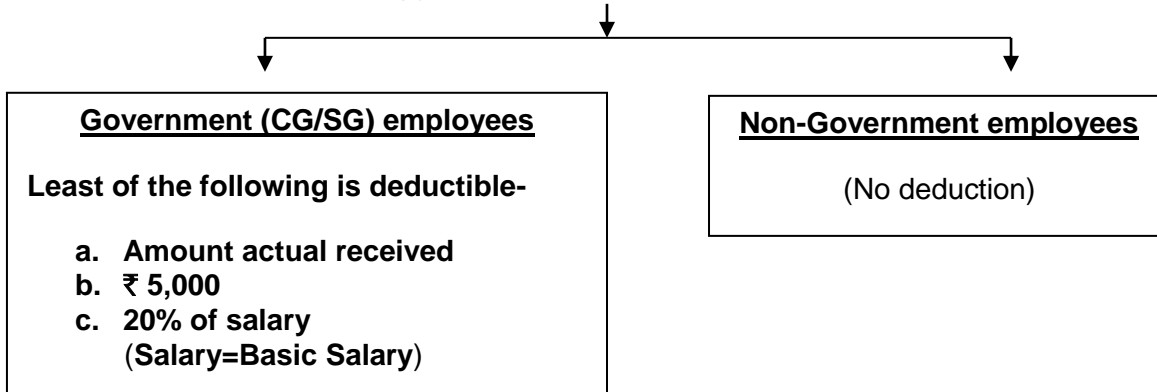 Government (CG/SG) employees
Least of the following is deductible-
a. Amount actual received
b. ₹ 5,000
c. 20% of salary
(Salary=Basic Salary)
Non-Government employees
(No deduction)